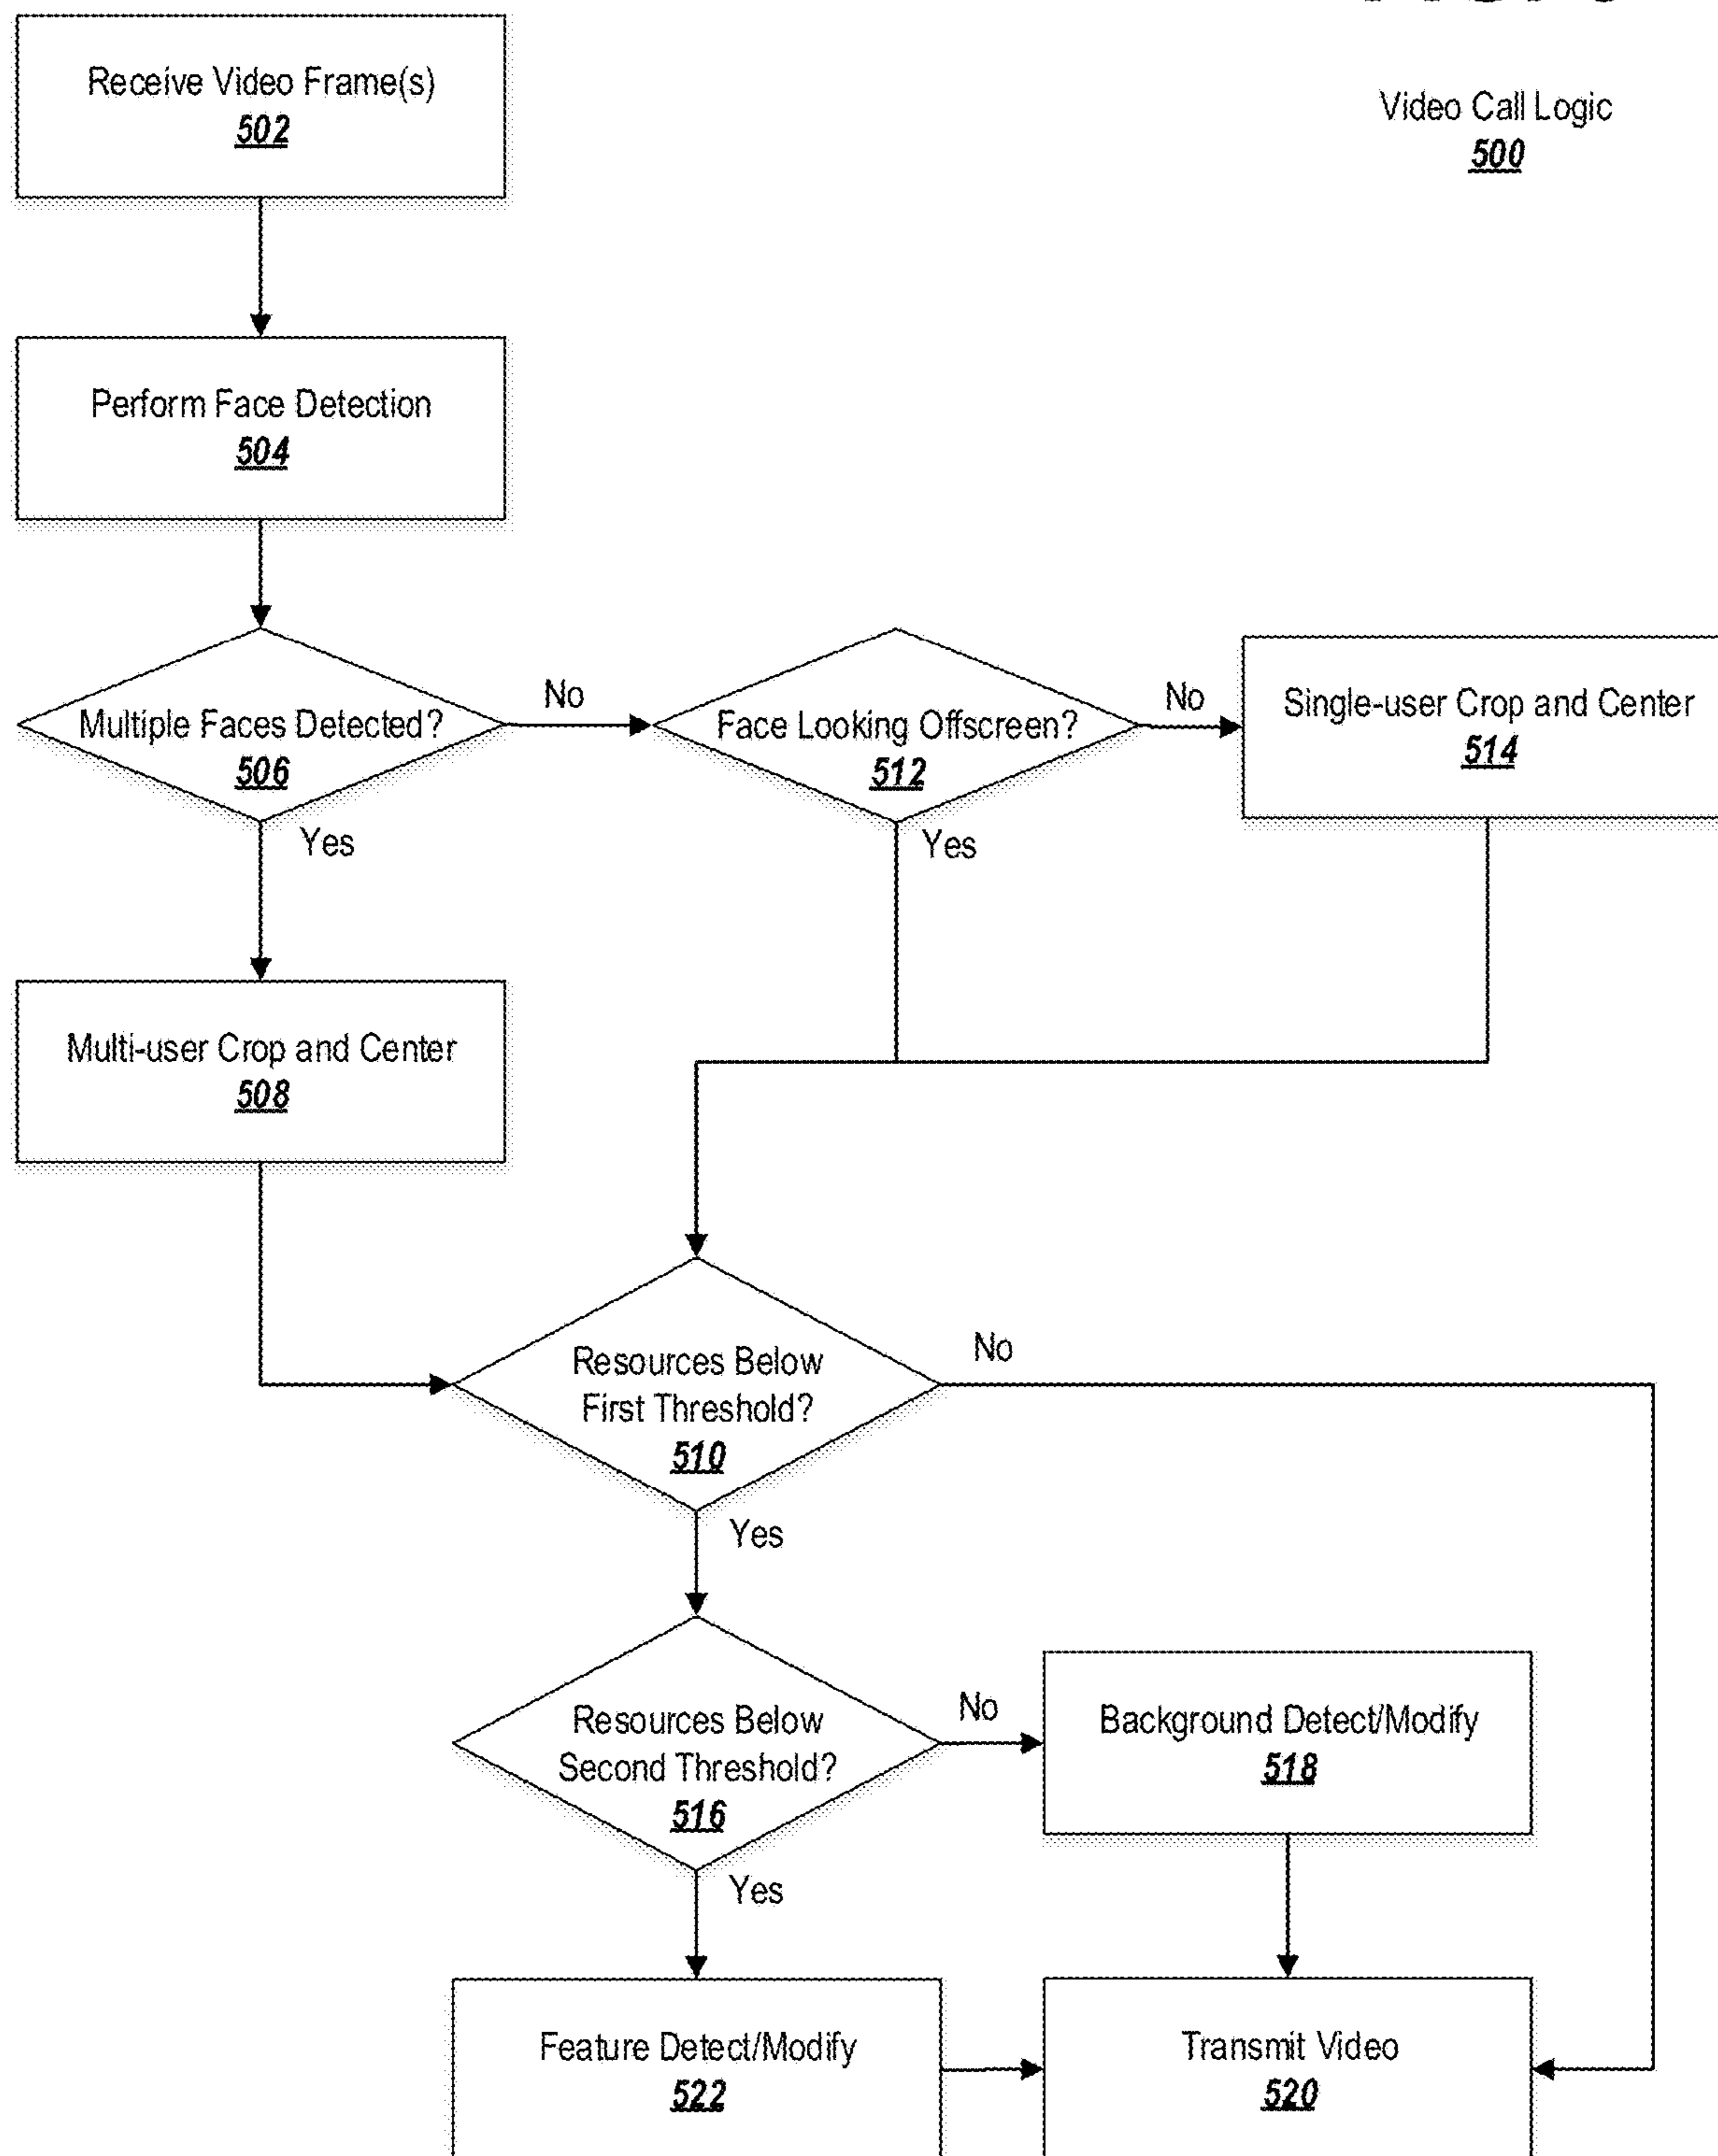 Receive Video Frame(s)
502
Video Call Logic
500
Perform Face Detection
504
Multiple Faces Detected?
506
No
Yes
Face Looking Offscreen?
512
No
Yes
Single-user Crop and Center
514
Multi-user Crop and Center
508
Resources Below
First Threshold?
510
No
Yes
Resources Below
Second Threshold?
516
No
Yes
Background Detect/Modify
518
Feature Detect/Modify
522
Transmit Video
520